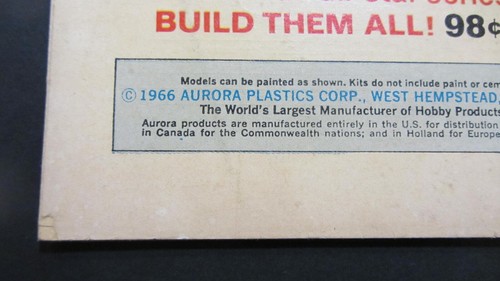 BUILD THEM ALL! 98¢
Models can be painted as shown. Kits do not include paint or cem
© 1966 AURORA PLASTICS CORP., WEST HEMPSTEAD,
The World's Largest Manufacturer of Hobby Products
Aurora products are manufactured entirely in the U.S. for distribution
in Canada for the Commonwealth nations; and in Holland for Europe